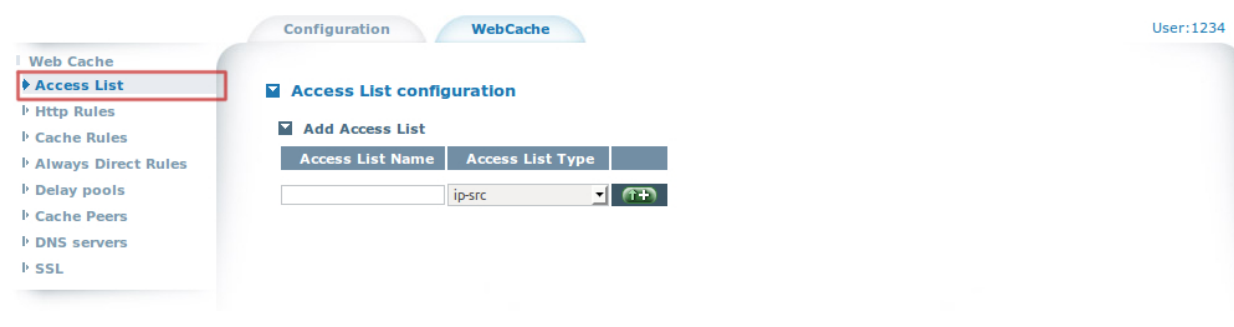 Configuration WebCache User:1234
Web Cache
Access List
Http Rules
Cache Rules
Always Direct Rules
Delay pools
Cache Peers
DNS servers
SSL
Access List configuration
Add Access List
Access List Name Access List Type
ip-src